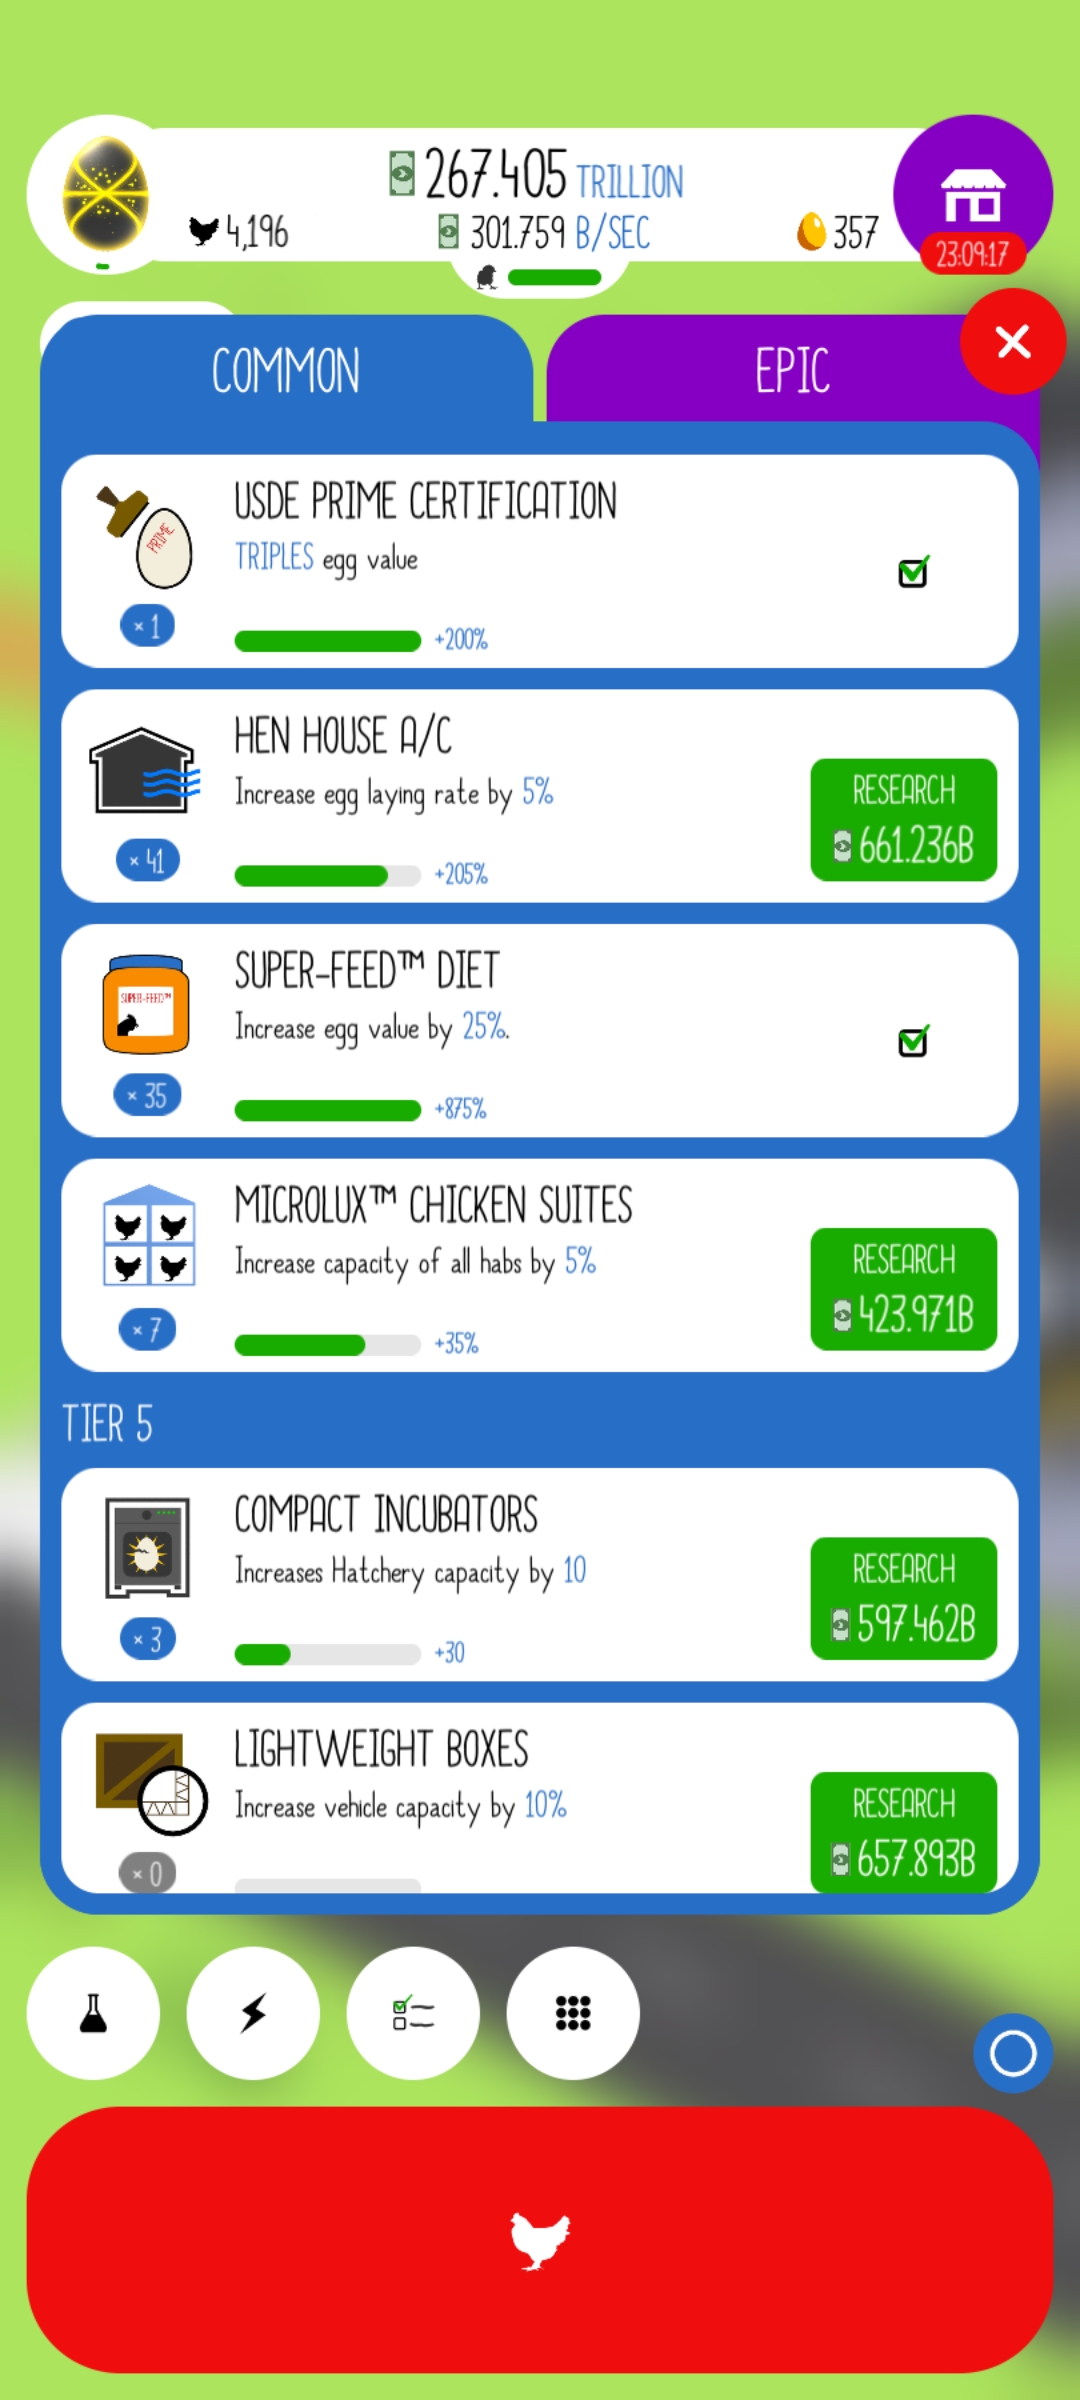 267.405 TRILLION
4,196
301.759 B/SEC
357
23:09:17
COMMON
EPIC
USDE PRIME CERTIFICATION
TRIPLES egg value
PRIME
× 1
+200%
HEN HOUSE A/C
Increase egg laying rate by 5%
RESEARCH
661.236B
× 41
+205%
SUPER-FEED™ DIET
Increase egg value by 25%.
SUPER-FEED™
× 35
+875%
MICROLUX™ CHICKEN SUITES
Increase capacity of all habs by 5%
RESEARCH
423.971B
× 7
+35%
TIER 5
COMPACT INCUBATORS
Increases Hatchery capacity by 10
RESEARCH
597.462B
× 3
+30
LIGHTWEIGHT BOXES
Increase vehicle capacity by 10%
RESEARCH
657.893B
× 0